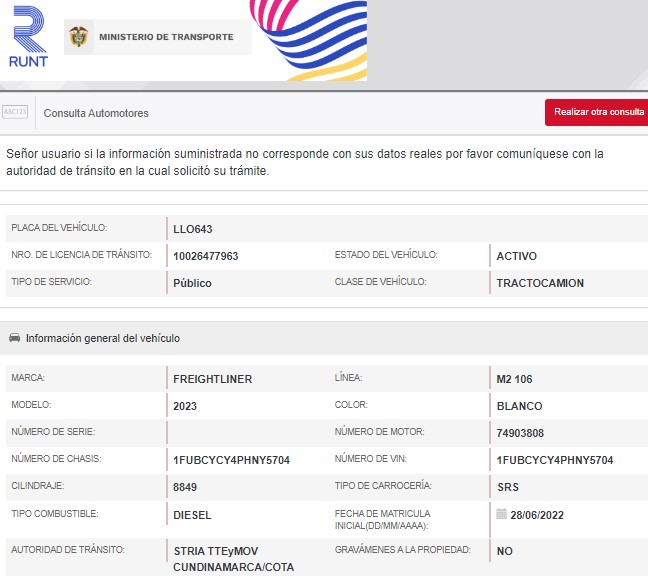 RUNT
MINISTERIO DE TRANSPORTE
ABC123
Consulta Automotores
Realizar otra consulta
Señor usuario si la información suministrada no corresponde con sus datos reales por favor comuníquese con la
autoridad de tránsito en la cual solicitó su trámite.
PLACA DEL VEHÍCULO: LLO643
NRO. DE LICENCIA DE TRÁNSITO: 10026477963 ESTADO DEL VEHÍCULO: ACTIVO
TIPO DE SERVICIO: Público CLASE DE VEHÍCULO: TRACTOCAMION
Información general del vehículo
MARCA: FREIGHTLINER LÍNEA: M2 106
MODELO: 2023 COLOR: BLANCO
NÚMERO DE SERIE: NÚMERO DE MOTOR: 74903808
NÚMERO DE CHASIS: 1FUBCYCY4PHNY5704 NÚMERO DE VIN: 1FUBCYCY4PHNY5704
CILINDRAJE: 8849 TIPO DE CARROCERÍA: SRS
TIPO COMBUSTIBLE: DIESEL FECHA DE MATRICULA 28/06/2022
INICIAL(DD/MM/AAAA):
AUTORIDAD DE TRÁNSITO: STRIA TTEyMOV GRAVÁMENES A LA PROPIEDAD: NO
CUNDINAMARCA/COTA